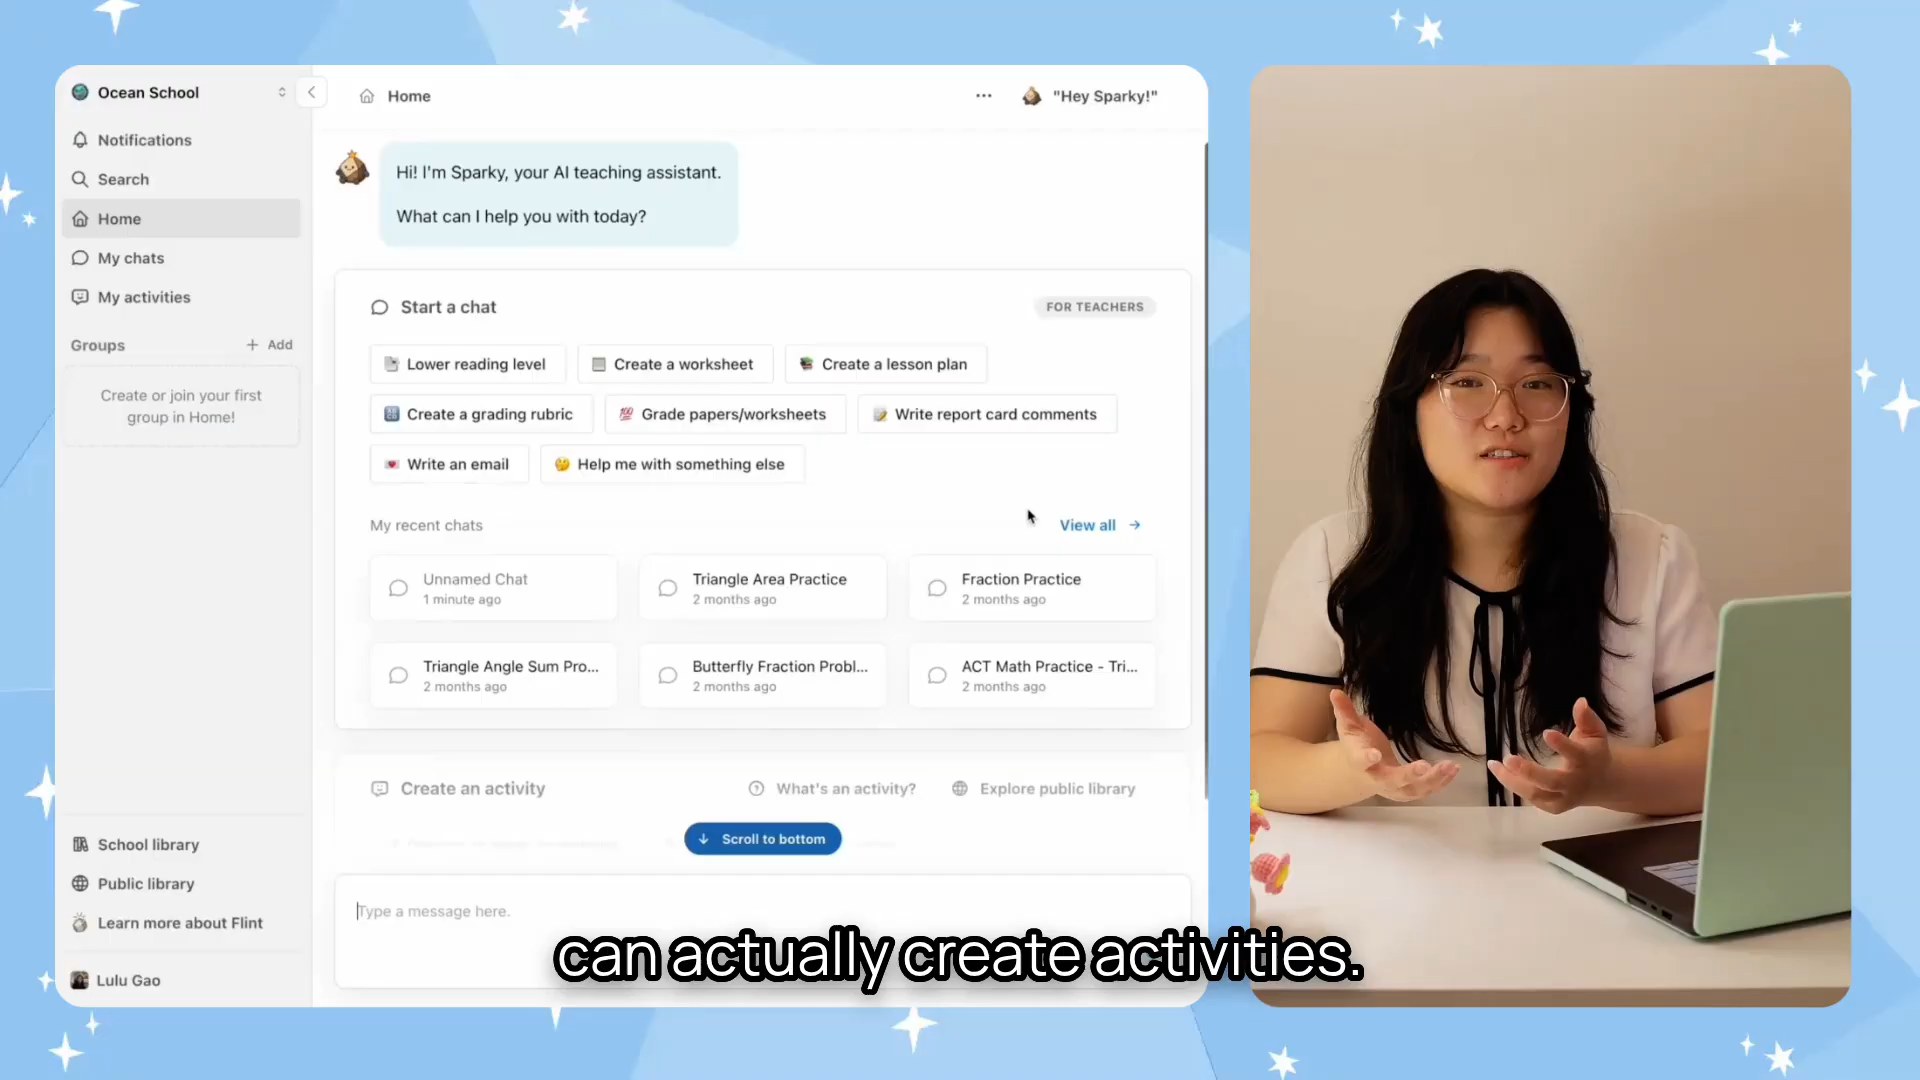 Ocean School
Notifications
Search
Home
My chats
My activities
Groups
+ Add
Create or join your first
group in Home!
School library
Public library
Learn more about Flint
Lulu Gao
Home
"Hey Sparky!"
Hi! I'm Sparky, your AI teaching assistant.
What can I help you with today?
Start a chat
FOR TEACHERS
Lower reading level
Create a worksheet
Create a lesson plan
Create a grading rubric
Grade papers/worksheets
Write report card comments
Write an email
Help me with something else
My recent chats
View all
Unnamed Chat
1 minute ago
Triangle Area Practice
2 months ago
Fraction Practice
2 months ago
Triangle Angle Sum Pro...
2 months ago
Butterfly Fraction Probl...
2 months ago
ACT Math Practice - Tri...
2 months ago
Create an activity
What's an activity?
Explore public library
Scroll to bottom
Type a message here.
can actually create activities.